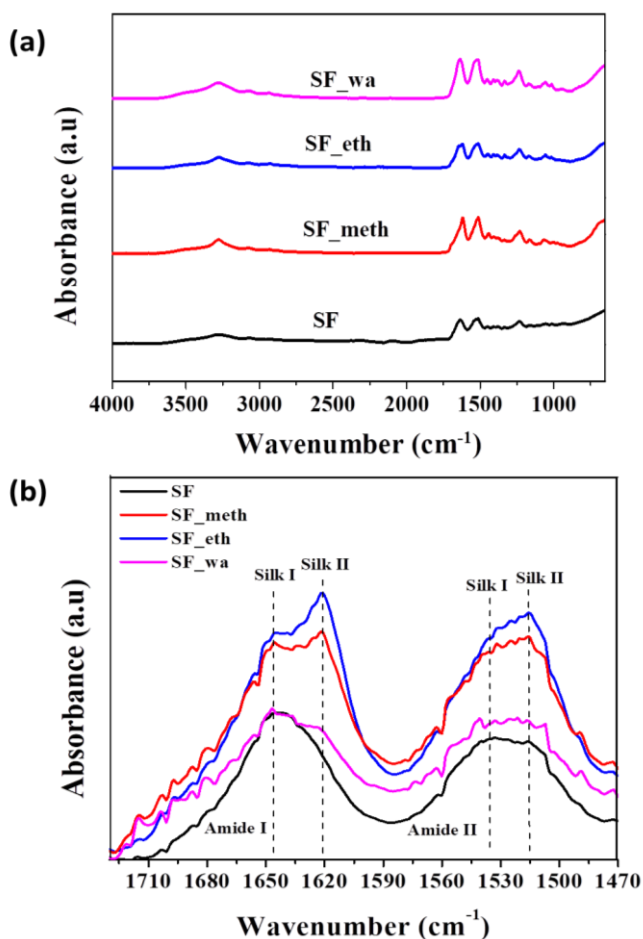 (a)
SF_wa
SF_eth
SF_meth
SF
Absorbance (a.u)
4000 3500 3000 2500 2000 1500 1000
Wavenumber (cm-1)
(b)
SF
SF_meth
SF_eth
SF_wa
Silk I Silk II
Silk I Silk II
Amide I
Amide II
Absorbance (a.u)
1710 1680 1650 1620 1590 1560 1530 1500 1470
Wavenumber (cm-1)